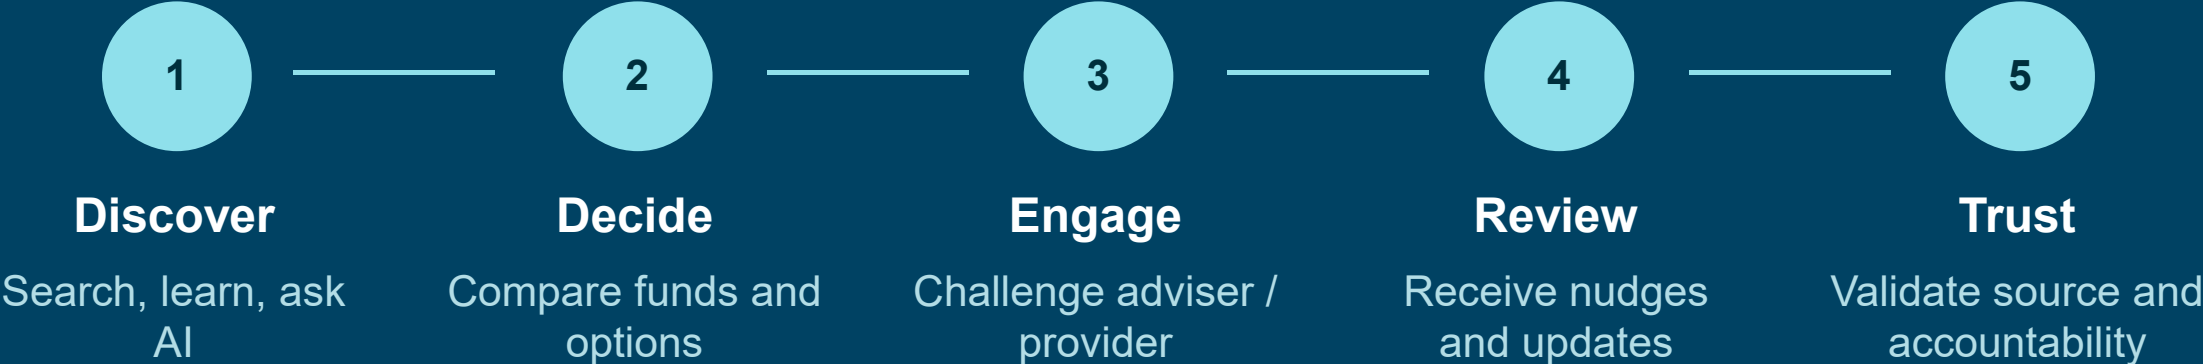 1
2
3
4
5
Discover
Decide
Engage
Review
Trust
Search, learn, ask
AI
Compare funds and
options
Challenge adviser /
provider
Receive nudges
and updates
Validate source and
accountability